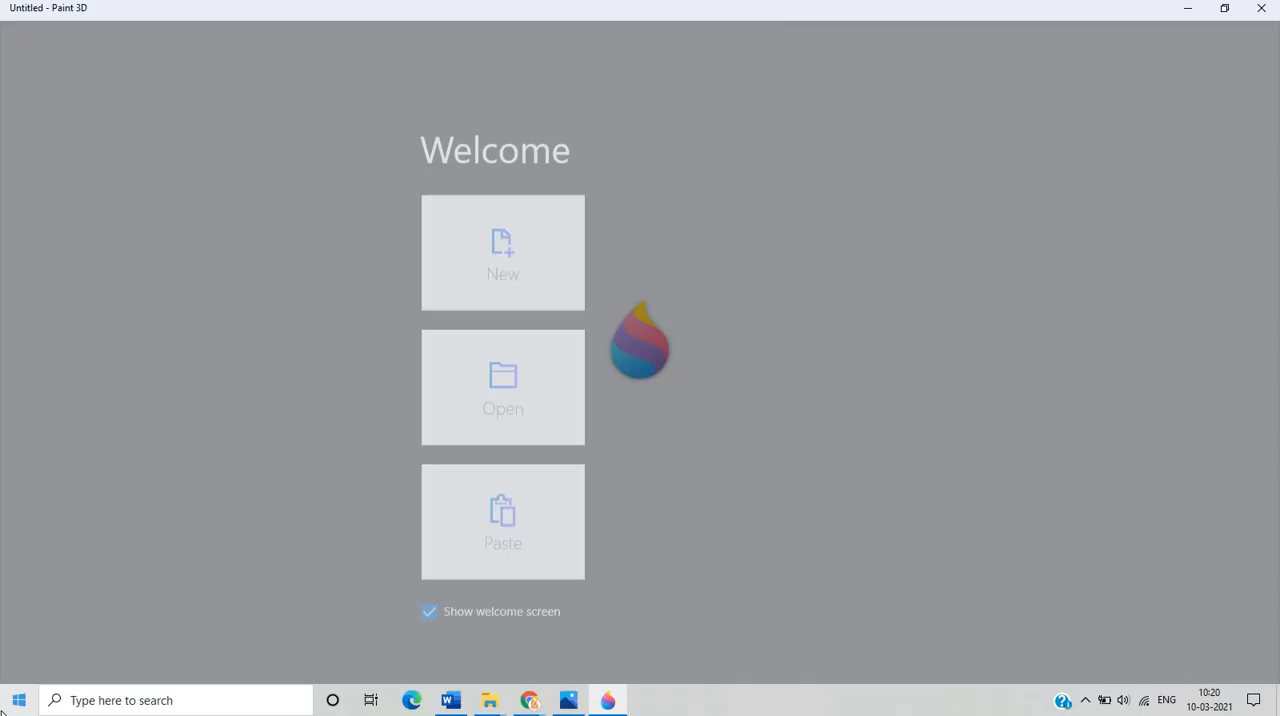 Untitled - Paint 3D
Welcome
New
Open
Paste
Show welcome screen
Type here to search
ENG
10:20
10-03-2021